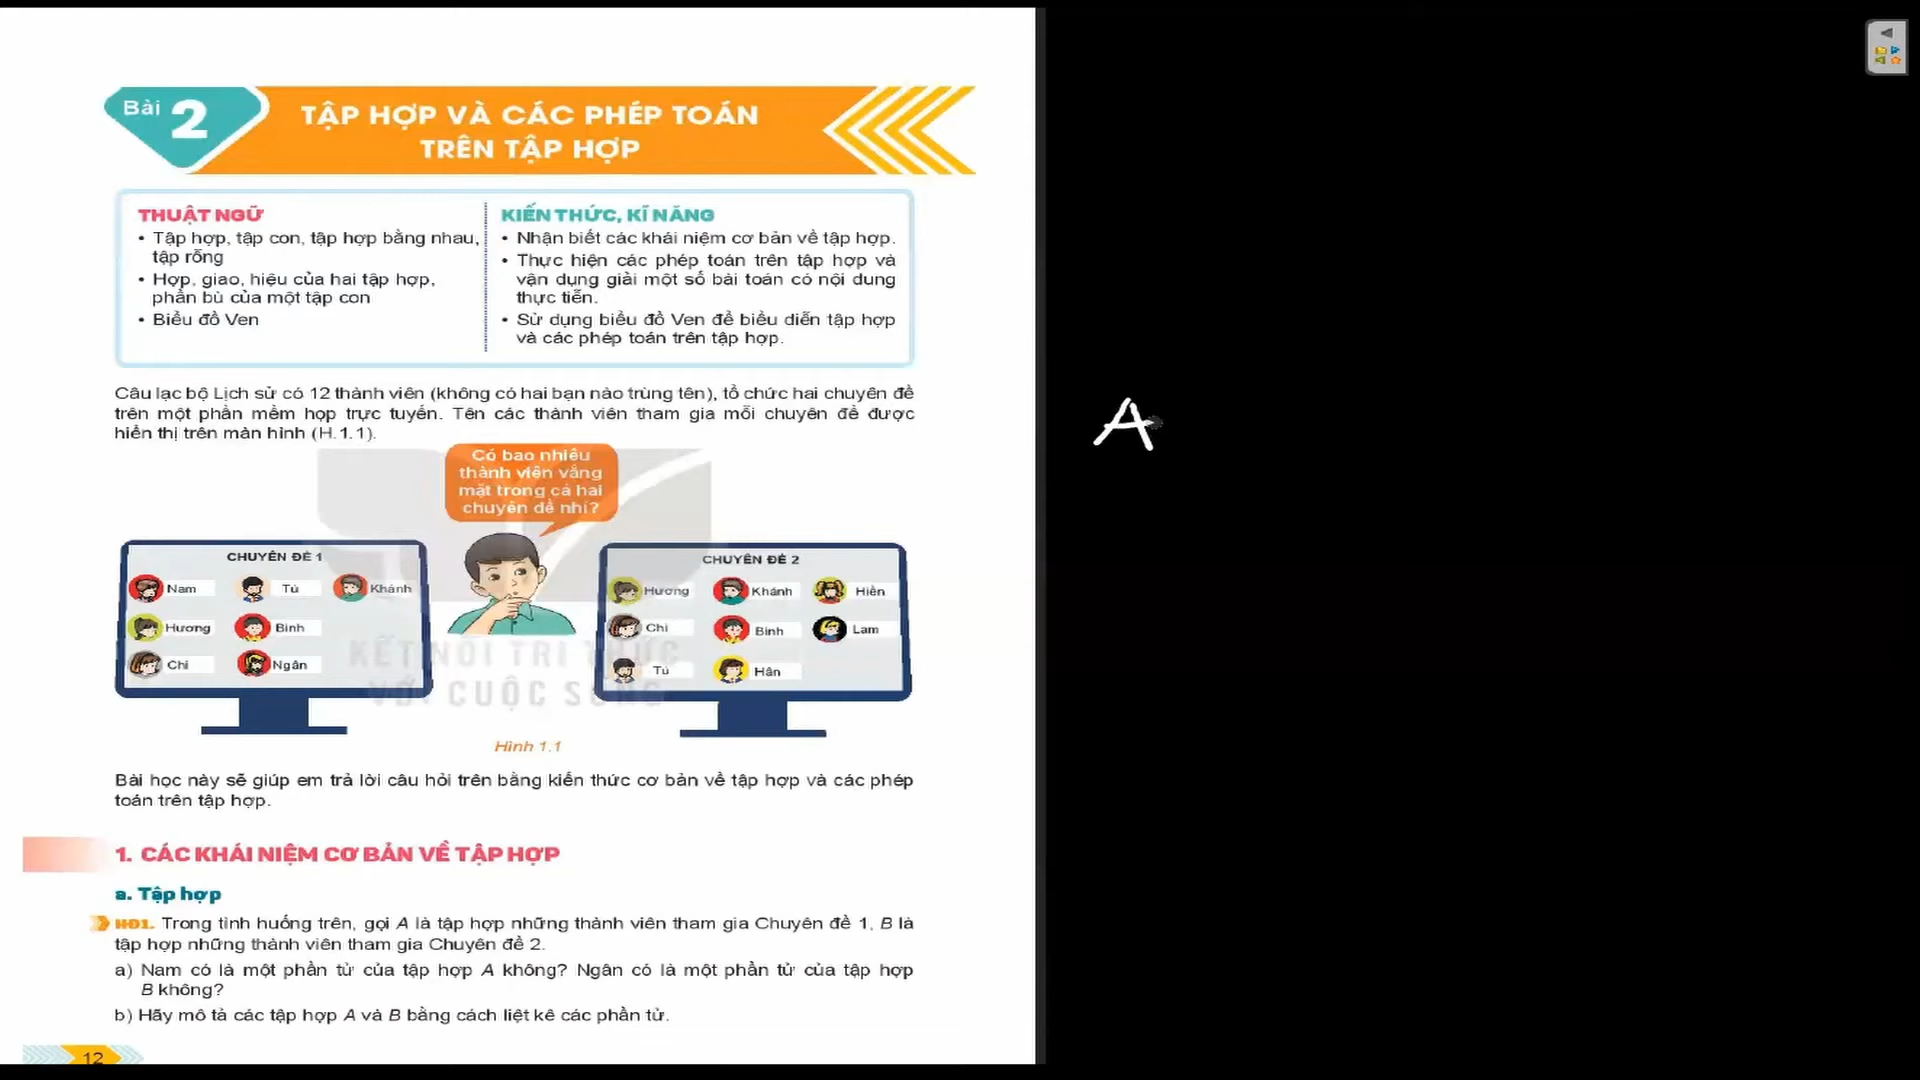 Bài 2
TẬP HỢP VÀ CÁC PHÉP TOÁN
TRÊN TẬP HỢP
THUẬT NGỮ
• Tập hợp, tập con, tập hợp bằng nhau,
tập rỗng
• Hợp, giao, hiệu của hai tập hợp,
phần bù của một tập con
• Biểu đồ Ven
KIẾN THỨC, KĨ NĂNG
• Nhận biết các khái niệm cơ bản về tập hợp.
• Thực hiện các phép toán trên tập hợp và
vận dụng giải một số bài toán có nội dung
thực tiễn.
• Sử dụng biểu đồ Ven để biểu diễn tập hợp
và các phép toán trên tập hợp.
Câu lạc bộ Lịch sử có 12 thành viên (không có hai bạn nào trùng tên), tổ chức hai chuyên đề
trên một phần mềm họp trực tuyến. Tên các thành viên tham gia mỗi chuyên đề được
hiển thị trên màn hình (H.1.1).
Có bao nhiêu
thành viên vắng
mặt trong cả hai
chuyên đề nhỉ?
CHUYÊN ĐỀ 1
Nam Tú Khánh
Hương Bình
Chi Ngân
CHUYÊN ĐỀ 2
Hương Khánh Hiền
Chi Bình Lam
Tú Hân
KẾT NỐI TRI THỨC
VỚI CUỘC SỐNG
Hình 1.1
Bài học này sẽ giúp em trả lời câu hỏi trên bằng kiến thức cơ bản về tập hợp và các phép
toán trên tập hợp.
1. CÁC KHÁI NIỆM CƠ BẢN VỀ TẬP HỢP
a. Tập hợp
HĐ1. Trong tình huống trên, gọi A là tập hợp những thành viên tham gia Chuyên đề 1, B là
tập hợp những thành viên tham gia Chuyên đề 2.
a) Nam có là một phần tử của tập hợp A không? Ngân có là một phần tử của tập hợp
B không?
b) Hãy mô tả các tập hợp A và B bằng cách liệt kê các phần tử.
12
A